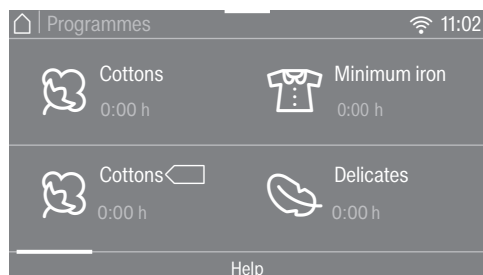 Programmes 11:02
Cottons
0:00 h
Minimum iron
0:00 h
Cottons
0:00 h
Delicates
0:00 h
Help